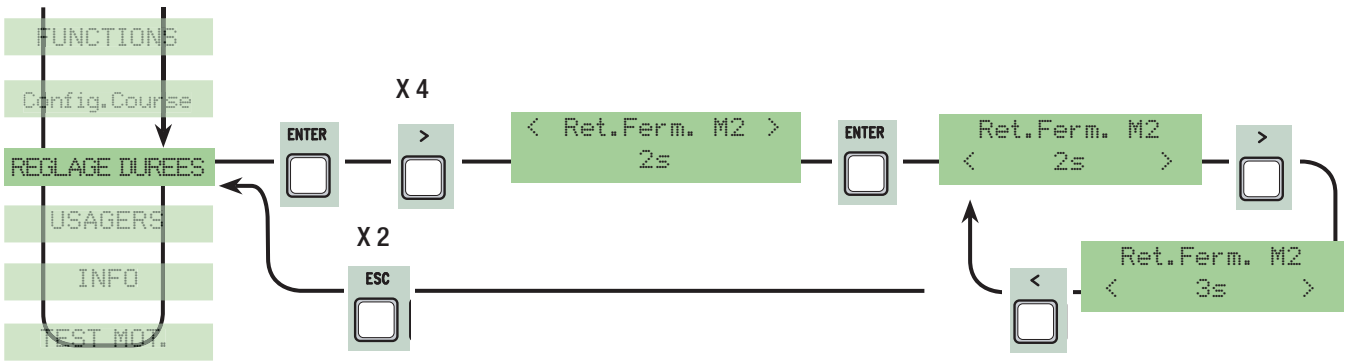 FUNCTIONS
Config.Course
REGLAGE DUREES
USAGERS
INFO
TEST MOT.
ENTER
X 4
>
< Ret.Ferm. M2 >
2s
ENTER
Ret.Ferm. M2
< 2s >
>
Ret.Ferm. M2
< 3s >
<
X 2
ESC